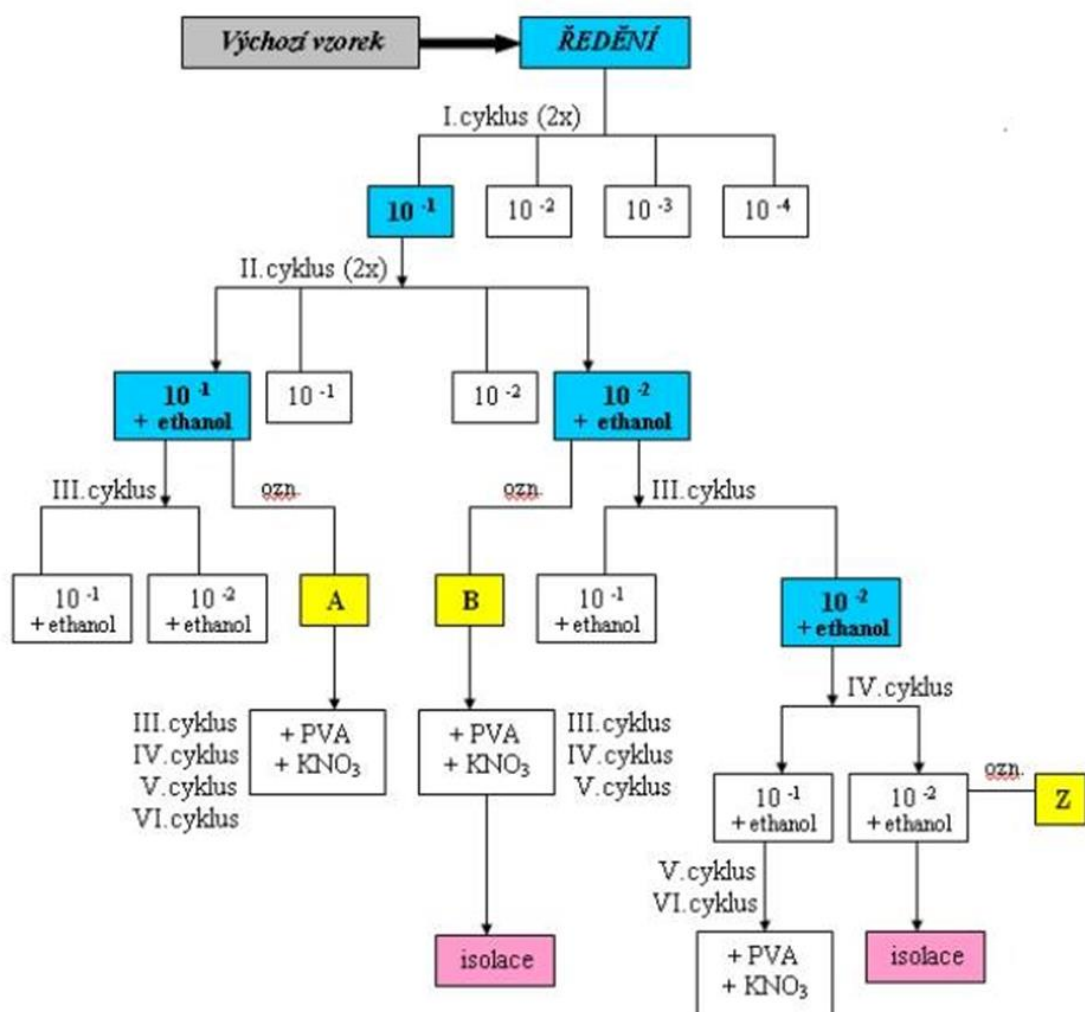 Výchozí vzorek
ŘEDĚNÍ
I.cyklus (2x)
10 -1
10 -2
10 -3
10 -4
II.cyklus (2x)
10 -1
+ ethanol
10 -1
10 -2
10 -2
+ ethanol
III.cyklus
ozn.
ozn.
III.cyklus
10 -1
+ ethanol
10 -2
+ ethanol
A
B
10 -1
+ ethanol
10 -2
+ ethanol
IV.cyklus
III.cyklus
IV.cyklus
V.cyklus
VI.cyklus
+ PVA
+ KNO₃
+ PVA
+ KNO₃
III.cyklus
IV.cyklus
V.cyklus
10 -1
+ ethanol
10 -2
+ ethanol
ozn.
Z
V.cyklus
VI.cyklus
isolace
+ PVA
+ KNO₃
isolace